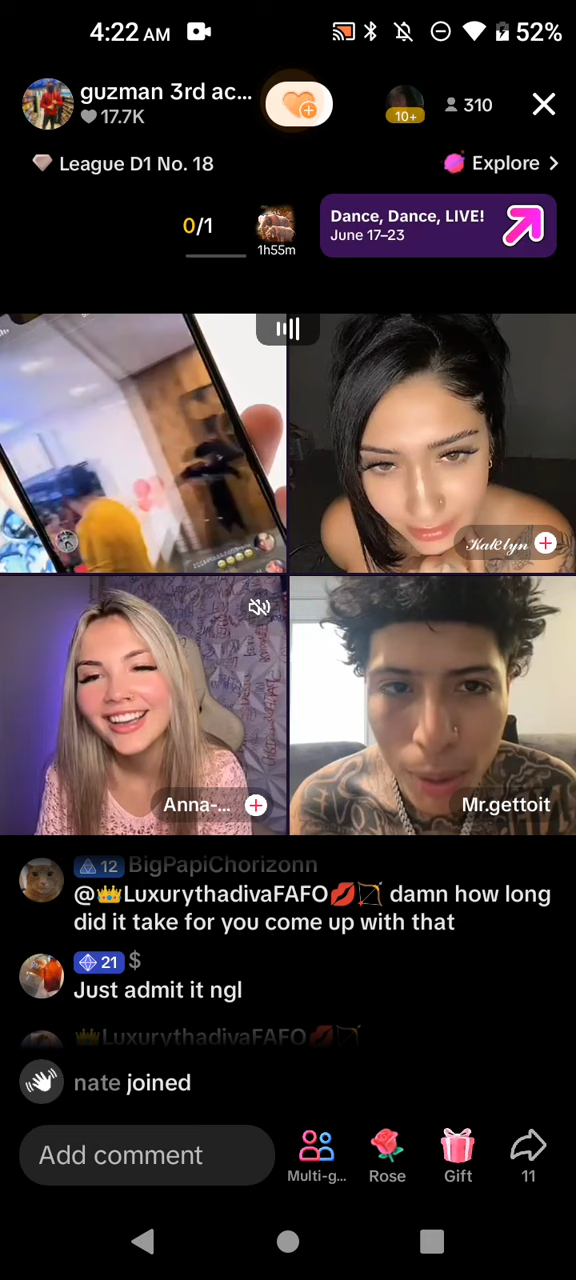 4:22 AM 52%
guzman 3rd ac...
17.7K
10+
310
League D1 No. 18
Explore
0/1
1h55m
Dance, Dance, LIVE!
June 17–23
Katelyn
Anna-...
Mr.gettoit
12 BigPapiChorizonn
@👑LuxurythadivaFAFO💋🏹 damn how long
did it take for you come up with that
21 $
Just admit it ngl
👑LuxurythadivaFAFO💋🏹
nate joined
Add comment
Multi-g...
Rose
Gift
11